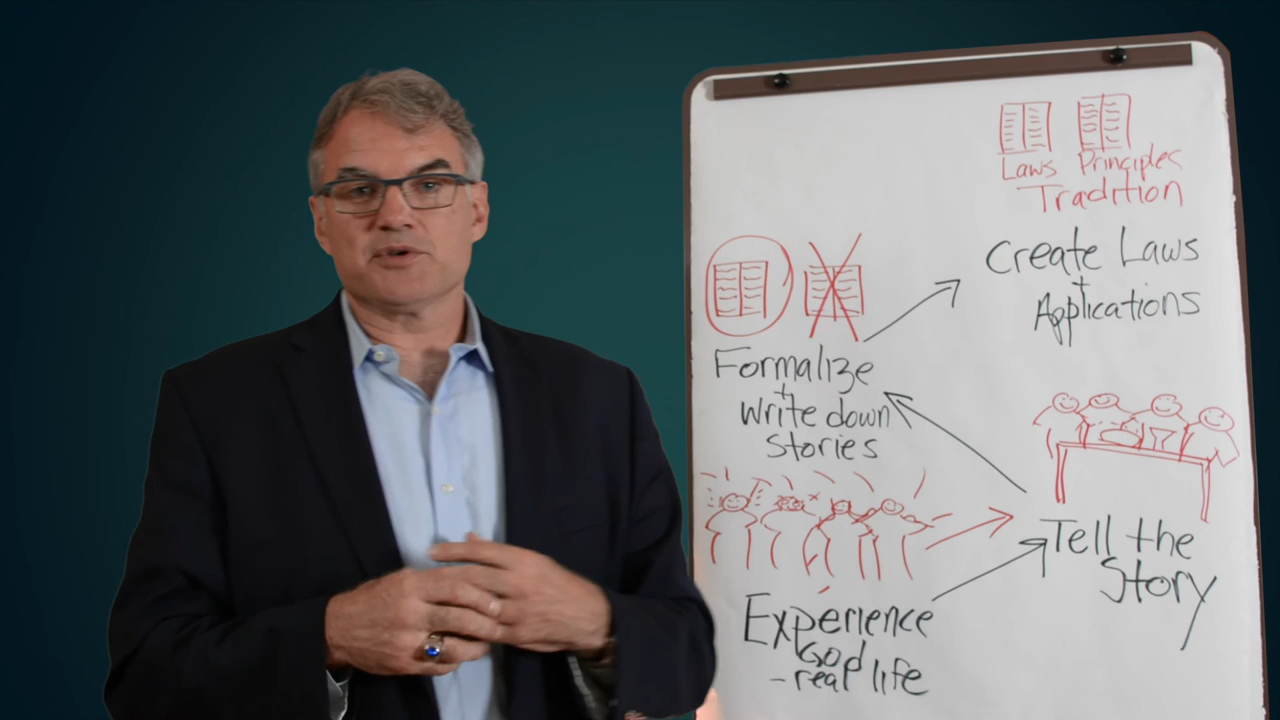 Laws Principles
Tradition
Create Laws
+
Applications
Formalize
+
Write down
Stories
Tell the
Story
Experience
God
- real life